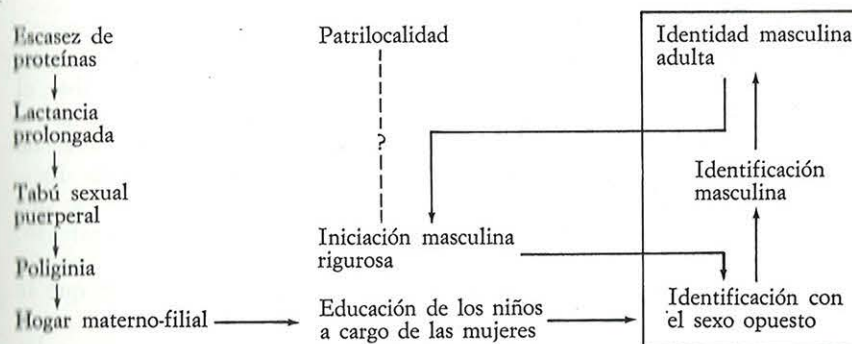 Escasez de
proteínas
Lactancia
prolongada
Tabú sexual
puerperal
Poliginia
Hogar materno-filial
Patrilocalidad
?
Iniciación masculina
rigurosa
Educación de los niños
a cargo de las mujeres
Identidad masculina
adulta
Identificación
masculina
Identificación con
el sexo opuesto